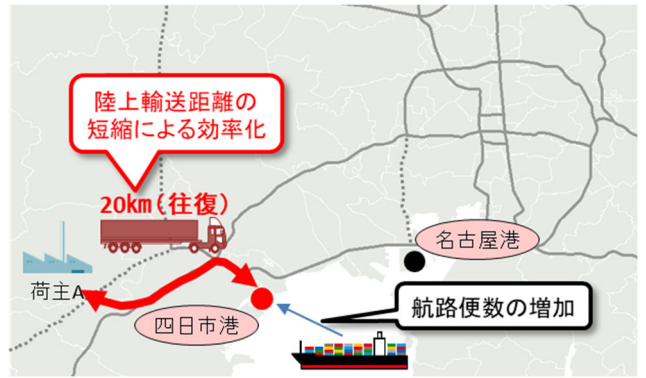 陸上輸送距離の
短縮による効率化
20km(往復)
名古屋港
荷主A
四日市港
航路便数の増加